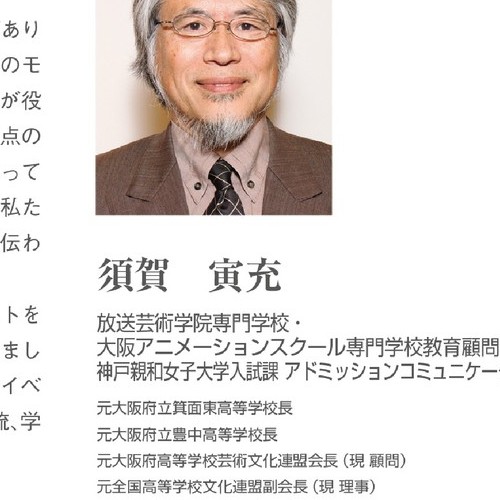 あり
のモ
が役
点の
って
私た
伝わ
トを
まし
イベ
流、学
須賀　寅充
放送芸術学院専門学校・
大阪アニメーションスクール専門学校教育顧問
神戸親和女子大学入試課 アドミッションコミュニケー
元大阪府立箕面東高等学校長
元大阪府立豊中高等学校長
元大阪府高等学校芸術文化連盟会長（現 顧問）
元全国高等学校文化連盟副会長（現 理事）